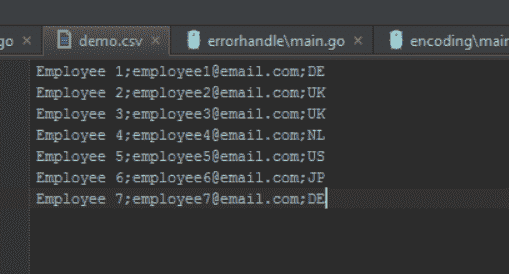 go × demo.csv × errorhandle\main.go × encoding\main
Employee 1;employee1@email.com;DE
Employee 2;employee2@email.com;UK
Employee 3;employee3@email.com;UK
Employee 4;employee4@email.com;NL
Employee 5;employee5@email.com;US
Employee 6;employee6@email.com;JP
Employee 7;employee7@email.com;DE